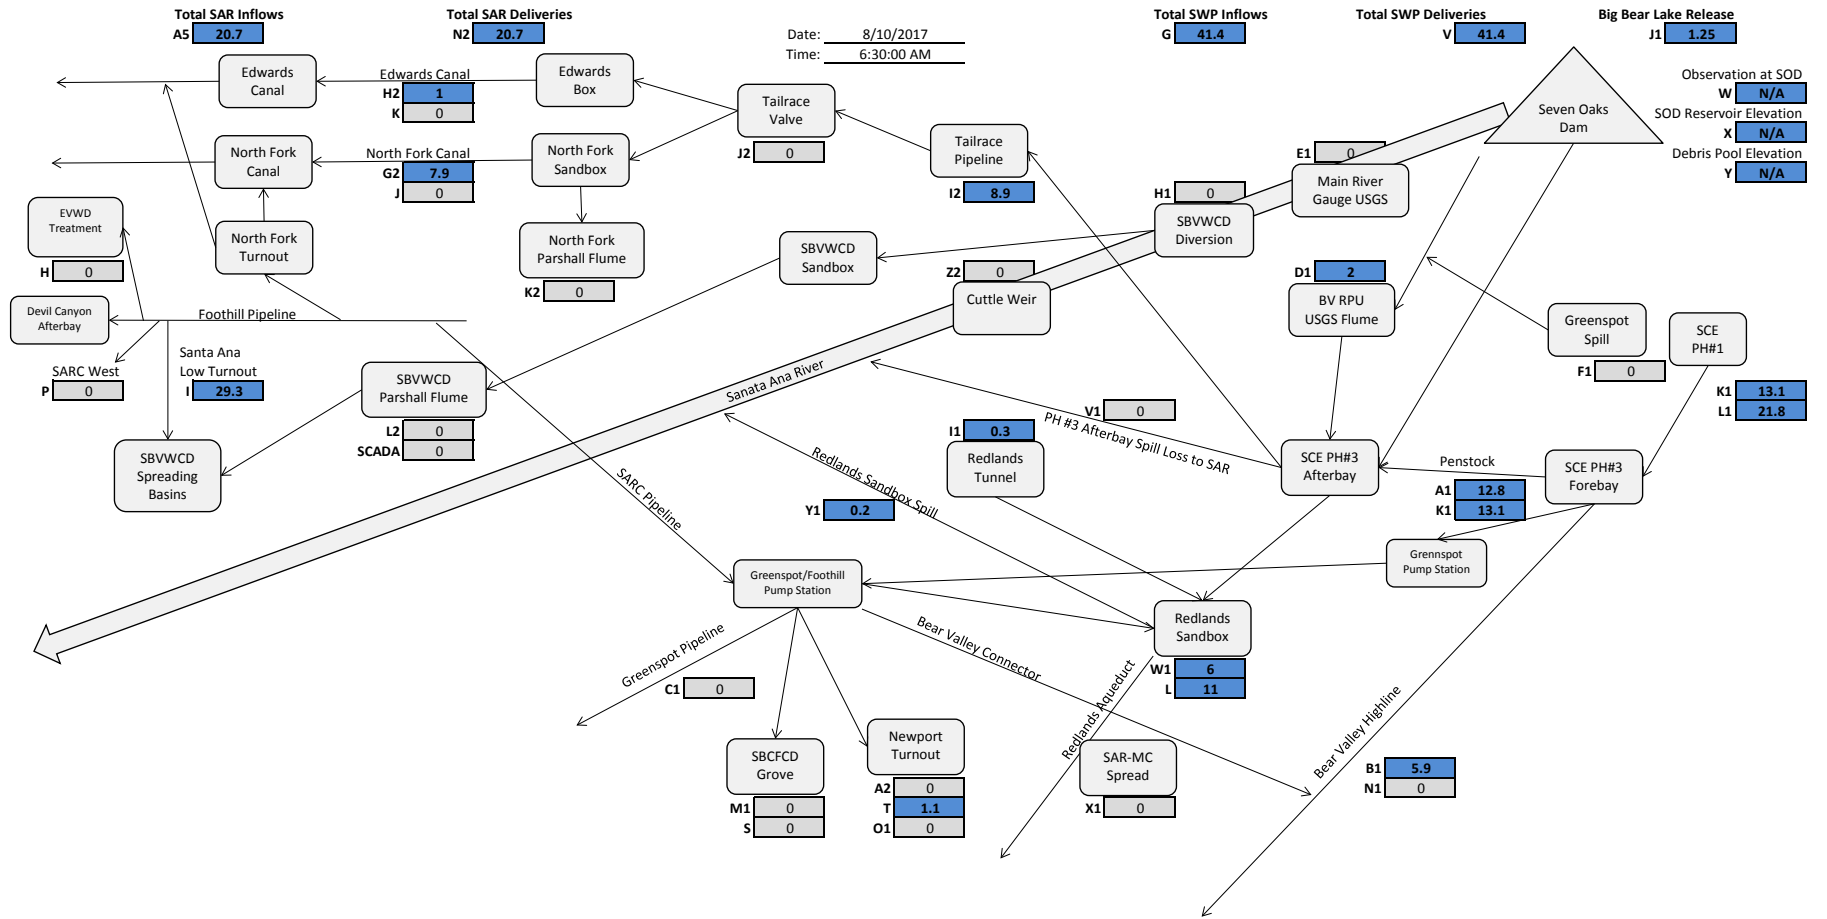 Total SAR Inflows
A5 20.7
Total SAR Deliveries
N2 20.7
Date: 8/10/2017
Time: 6:30:00 AM
Total SWP Inflows
G 41.4
Total SWP Deliveries
V 41.4
Big Bear Lake Release
J1 1.25
Edwards
Canal
Edwards Canal
H2 1
K 0
Edwards
Box
Tailrace
Valve
J2 0
Tailrace
Pipeline
I2 8.9
Seven Oaks
Dam
Observation at SOD
W N/A
SOD Reservoir Elevation
X N/A
Debris Pool Elevation
Y N/A
North Fork
Canal
North Fork Canal
G2 7.9
J 0
North Fork
Sandbox
E1 0
Main River
Gauge USGS
H1 0
SBVWCD
Diversion
EVWD
Treatment
H 0
North Fork
Turnout
North Fork
Parshall Flume
K2 0
SBVWCD
Sandbox
Z2 0
Cuttle Weir
D1 2
BV RPU
USGS Flume
Greenspot
Spill
F1 0
SCE
PH#1
K1 13.1
L1 21.8
Devil Canyon
Afterbay
Foothill Pipeline
SARC West
P 0
Santa Ana
Low Turnout
I 29.3
SBVWCD
Parshall Flume
L2 0
SCADA 0
Sanata Ana River
V1 0
PH #3 Afterbay Spill Loss to SAR
I1 0.3
Redlands
Tunnel
SCE PH#3
Afterbay
Penstock
A1 12.8
K1 13.1
SCE PH#3
Forebay
SBVWCD
Spreading
Basins
SARC Pipeline
Redlands Sandbox Spill
Y1 0.2
Grennspot
Pump Station
Greenspot/Foothill
Pump Station
Redlands
Sandbox
W1 6
L 11
Greenspot Pipeline
C1 0
Bear Valley Connector
Redlands Aqueduct
Bear Valley Highline
SBCFCD
Grove
M1 0
S 0
Newport
Turnout
A2 0
T 1.1
O1 0
SAR-MC
Spread
X1 0
B1 5.9
N1 0